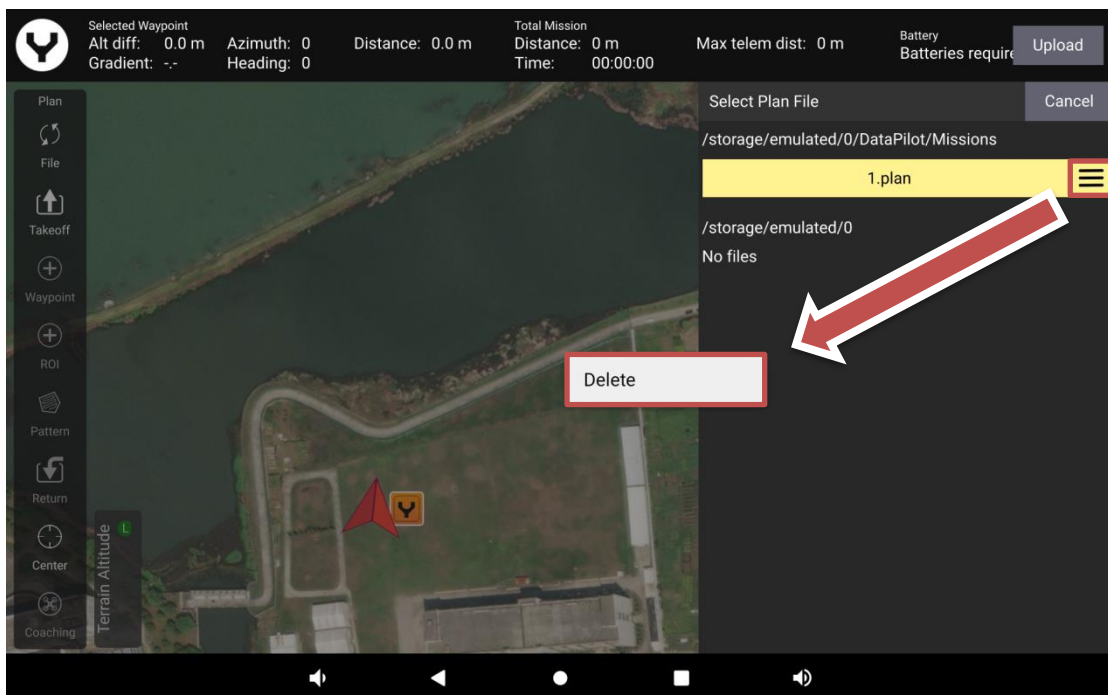 Selected Waypoint
Alt diff: 0.0 m Azimuth: 0 Distance: 0.0 m
Gradient: -.- Heading: 0
Total Mission
Distance: 0 m Max telem dist: 0 m
Time: 00:00:00
Battery
Batteries require
Upload
Plan
File
Takeoff
Waypoint
ROI
Pattern
Return
Center
Coaching
Terrain Altitude
L
Select Plan File Cancel
/storage/emulated/0/DataPilot/Missions
1.plan
/storage/emulated/0
No files
Delete